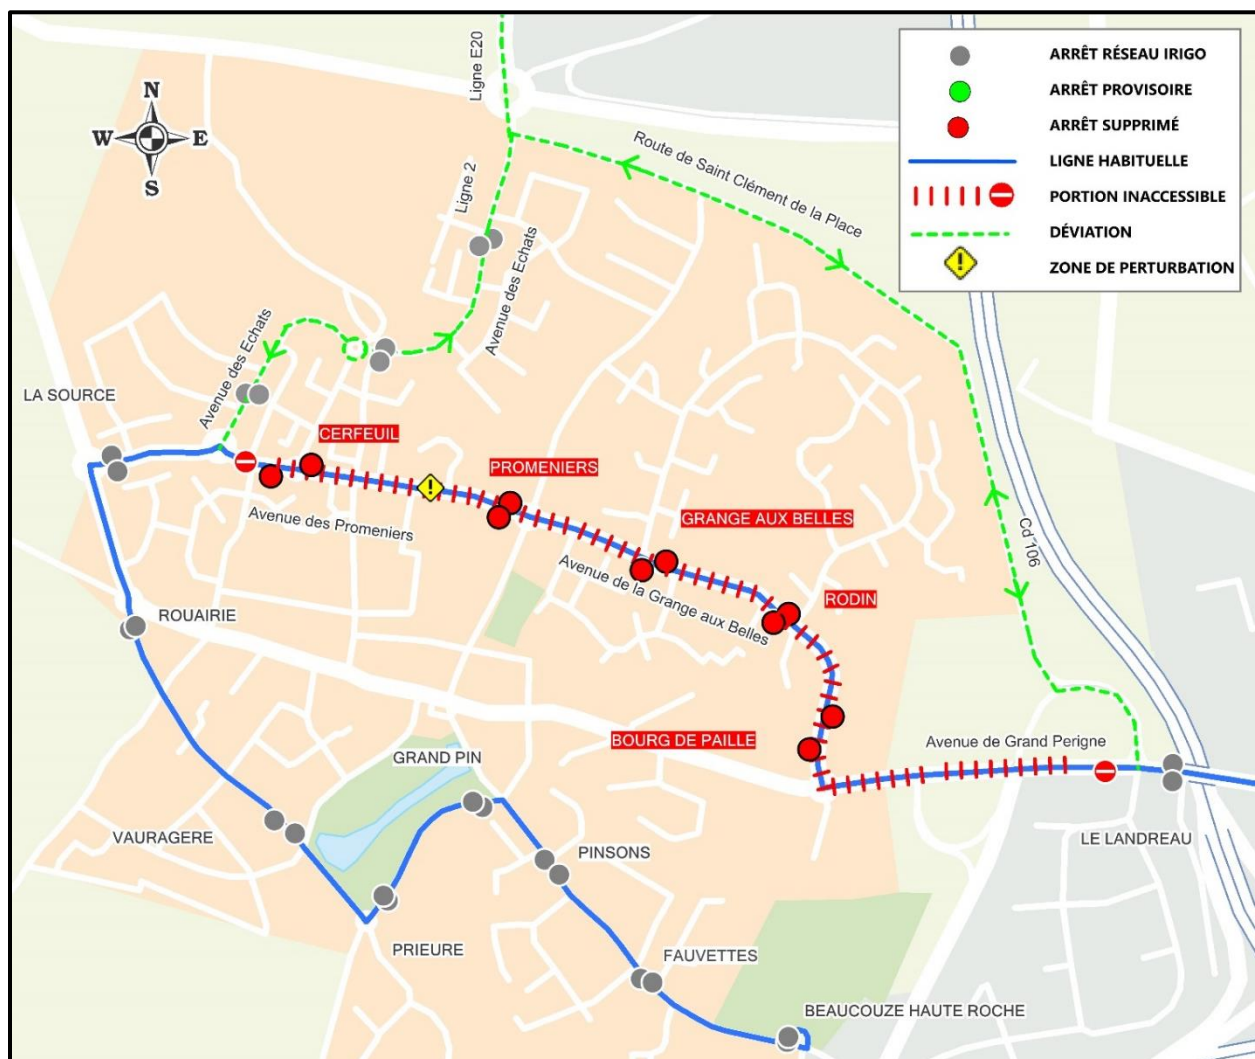 N
W E
S
Ligne E20
Ligne 2
Avenue des Echats
Route de Saint Clément de la Place
ARRÊT RÉSEAU IRIGO
ARRÊT PROVISOIRE
ARRÊT SUPPRIMÉ
LIGNE HABITUELLE
PORTION INACCESSIBLE
DÉVIATION
ZONE DE PERTURBATION
!
Avenue des Echats
LA SOURCE
CERFEUIL
PROMENIERS
!
Avenue des Promeniers
GRANGE AUX BELLES
Avenue de la Grange aux Belles
RODIN
Cd 106
ROUAIRIE
BOURG DE PAILLE
Avenue de Grand Perigne
GRAND PIN
VAURAGERE
PINSONS
LE LANDREAU
PRIEURE
FAUVETTES
BEAUCOUZE HAUTE ROCHE